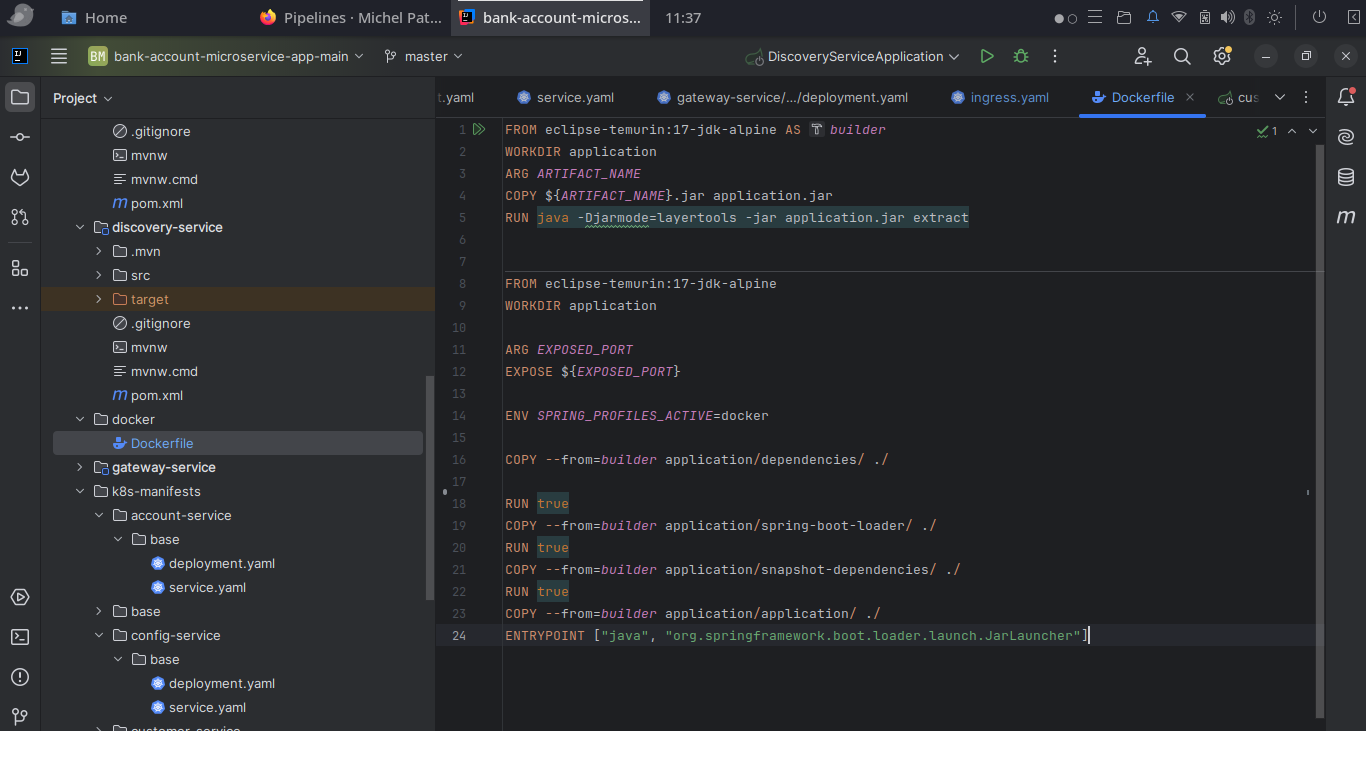 Home
Pipelines · Michel Pat...
bank-account-micros...
11:37
BM bank-account-microservice-app-main
master
DiscoveryServiceApplication
Project
t.yaml
service.yaml
gateway-service/.../deployment.yaml
ingress.yaml
Dockerfile
cus
.gitignore
mvnw
mvnw.cmd
m pom.xml
discovery-service
.mvn
src
target
.gitignore
mvnw
mvnw.cmd
m pom.xml
docker
Dockerfile
gateway-service
k8s-manifests
account-service
base
deployment.yaml
service.yaml
base
config-service
base
deployment.yaml
service.yaml
customer-service
1 FROM eclipse-temurin:17-jdk-alpine AS builder
2 WORKDIR application
3 ARG ARTIFACT_NAME
4 COPY ${ARTIFACT_NAME}.jar application.jar
5 RUN java -Djarmode=layertools -jar application.jar extract
6
7
8 FROM eclipse-temurin:17-jdk-alpine
9 WORKDIR application
10
11 ARG EXPOSED_PORT
12 EXPOSE ${EXPOSED_PORT}
13
14 ENV SPRING_PROFILES_ACTIVE=docker
15
16 COPY --from=builder application/dependencies/ ./
17
18 RUN true
19 COPY --from=builder application/spring-boot-loader/ ./
20 RUN true
21 COPY --from=builder application/snapshot-dependencies/ ./
22 RUN true
23 COPY --from=builder application/application/ ./
24 ENTRYPOINT ["java", "org.springframework.boot.loader.launch.JarLauncher"]
1
m